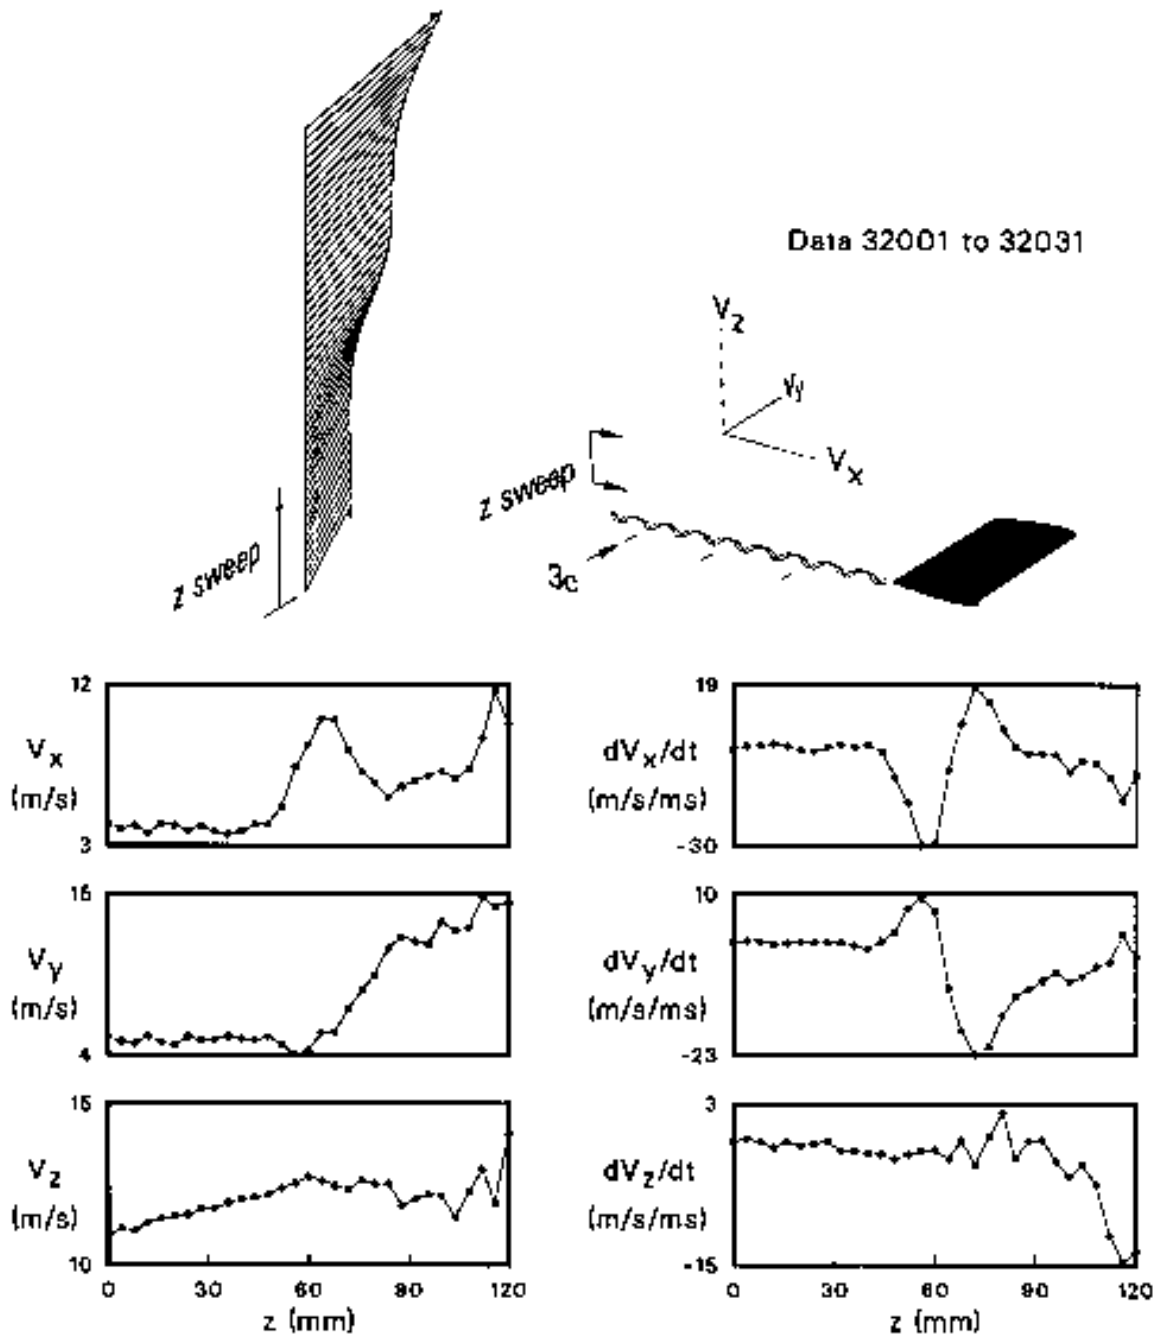 Data 32001 to 32031
Vz
Vy
Vx
z sweep
3c
z sweep
12
Vx
(m/s)
3
19
dVx/dt
(m/s/ms)
-30
15
Vy
(m/s)
4
10
dVy/dt
(m/s/ms)
-23
15
Vz
(m/s)
10
0 30 60 90 120
z (mm)
3
dVz/dt
(m/s/ms)
-15
0 30 60 90 120
z (mm)